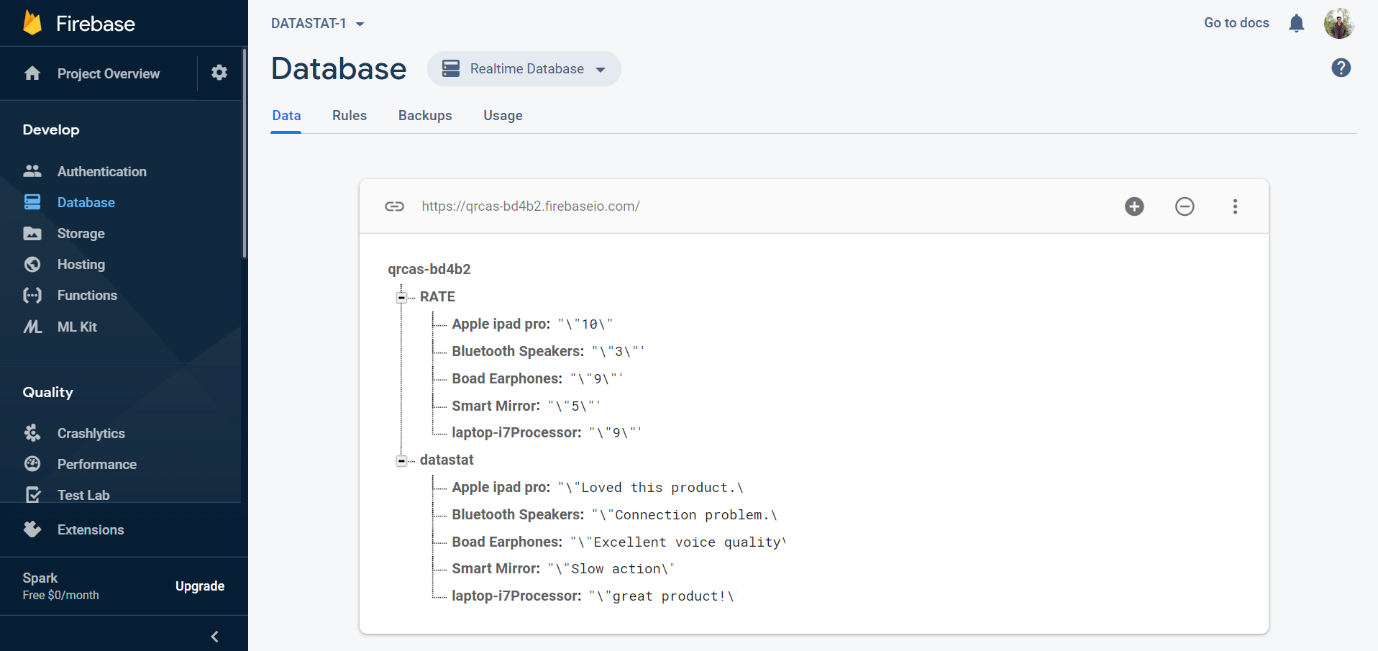 Firebase
Project Overview
Develop
Authentication
Database
Storage
Hosting
Functions
ML Kit
Quality
Crashlytics
Performance
Test Lab
Extensions
Spark
Free $0/month
Upgrade
DATASTAT-1
Go to docs
Database
Realtime Database
Data Rules Backups Usage
https://qrcas-bd4b2.firebaseio.com/
qrcas-bd4b2
RATE
Apple ipad pro: "\"10\"
Bluetooth Speakers: "\"3\"'
Boad Earphones: "\"9\"'
Smart Mirror: "\"5\"'
laptop-i7Processor: "\"9\"'
datastat
Apple ipad pro: "\"Loved this product.\
Bluetooth Speakers: "\"Connection problem.\
Boad Earphones: "\"Excellent voice quality\
Smart Mirror: "\"Slow action\"
laptop-i7Processor: "\"great product!\